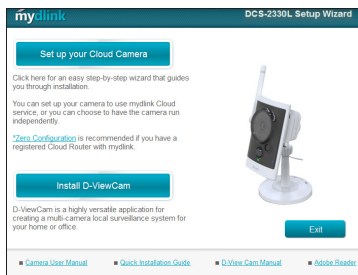 mydlink
DCS-2330L Setup Wizard
Set up your Cloud Camera
Click here for an easy step-by-step wizard that guides
you through installation.
You can set up your camera to use mydlink Cloud
service, or you can choose to have the camera run
independently.
*Zero Configuration is recommended if you have a
registered Cloud Router with mydlink.
Install D-ViewCam
D-ViewCam is a highly versatile application for
creating a multi-camera local surveillance system for
your home or office.
Exit
Camera User Manual
Quick Installation Guide
D-View Cam Manual
Adobe Reader